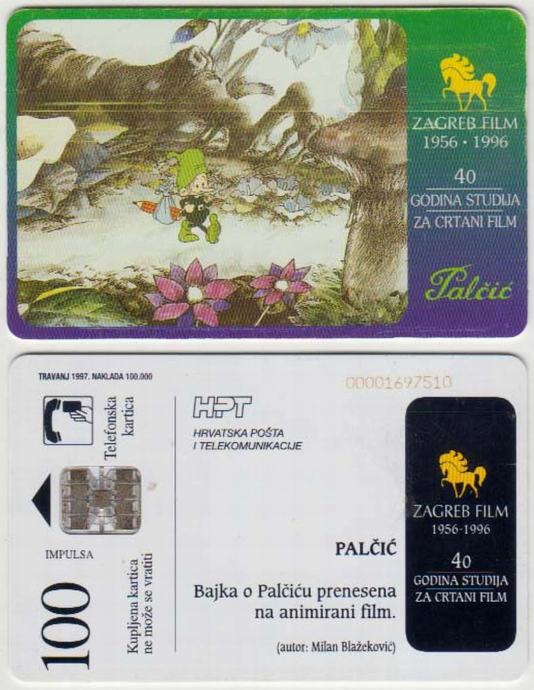 ZAGREB FILM
1956 · 1996
40
GODINA STUDIJA
ZA CRTANI FILM
Palčić
TRAVANJ 1997. NAKLADA 100.000
00001697510
Telefonska
kartica
HPT
HRVATSKA POŠTA
I TELEKOMUNIKACIJE
IMPULSA
100
Kupljena kartica
ne može se vratiti
PALČIĆ
Bajka o Palčiću prenesena
na animirani film.
(autor: Milan Blažeković)
ZAGREB FILM
1956-1996
40
GODINA STUDIJA
ZA CRTANI FILM